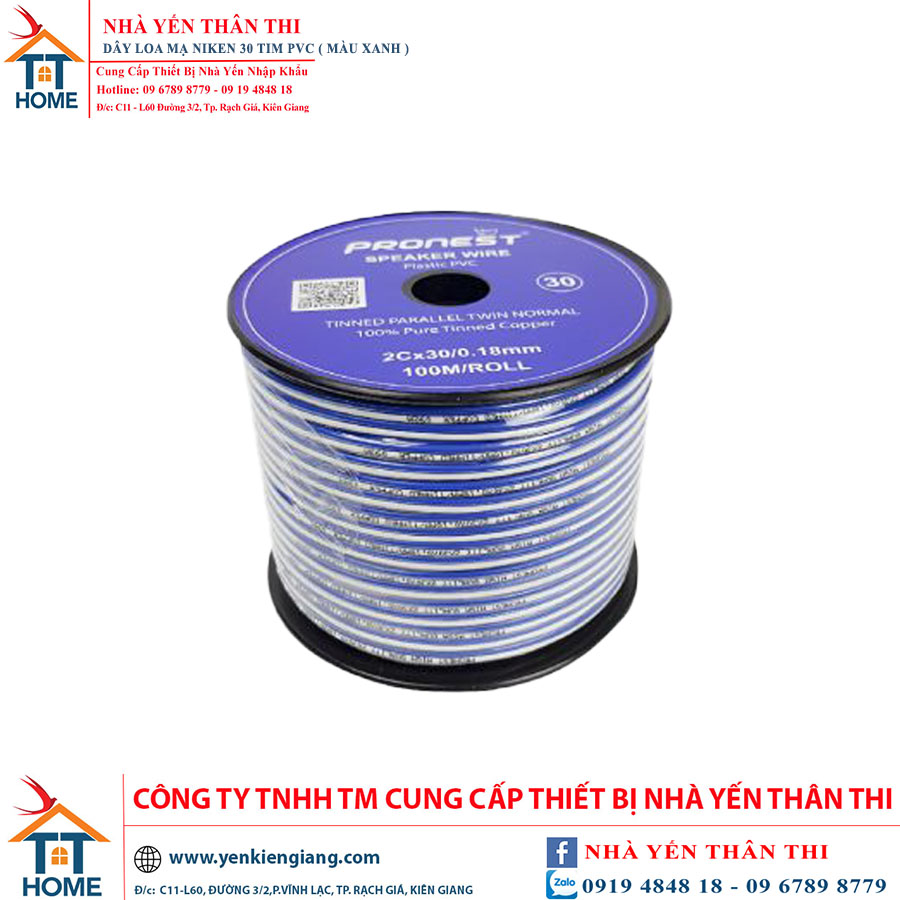 TT
HOME
NHÀ YẾN THÂN THI
DÂY LOA MẠ NIKEN 30 TIM PVC ( MÀU XANH )
Cung Cấp Thiết Bị Nhà Yến Nhập Khẩu
Hotline: 09 6789 8779 - 09 19 4848 18
Đ/c: C11 - L60 Đường 3/2, Tp. Rạch Giá, Kiên Giang
PRONEST
SPEAKER WIRE
Plastic PVC
30
TINNED PARALLEL TWIN NORMAL
100% Pure Tinned Copper
2Cx30/0.18mm
100M/ROLL
TT
HOME
CÔNG TY TNHH TM CUNG CẤP THIẾT BỊ NHÀ YẾN THÂN THI
www.yenkiengiang.com
Đ/c: C11-L60, ĐƯỜNG 3/2,P.VĨNH LẠC, TP. RẠCH GIÁ, KIÊN GIANG
NHÀ YẾN THÂN THI
Zalo 0919 4848 18 - 09 6789 8779